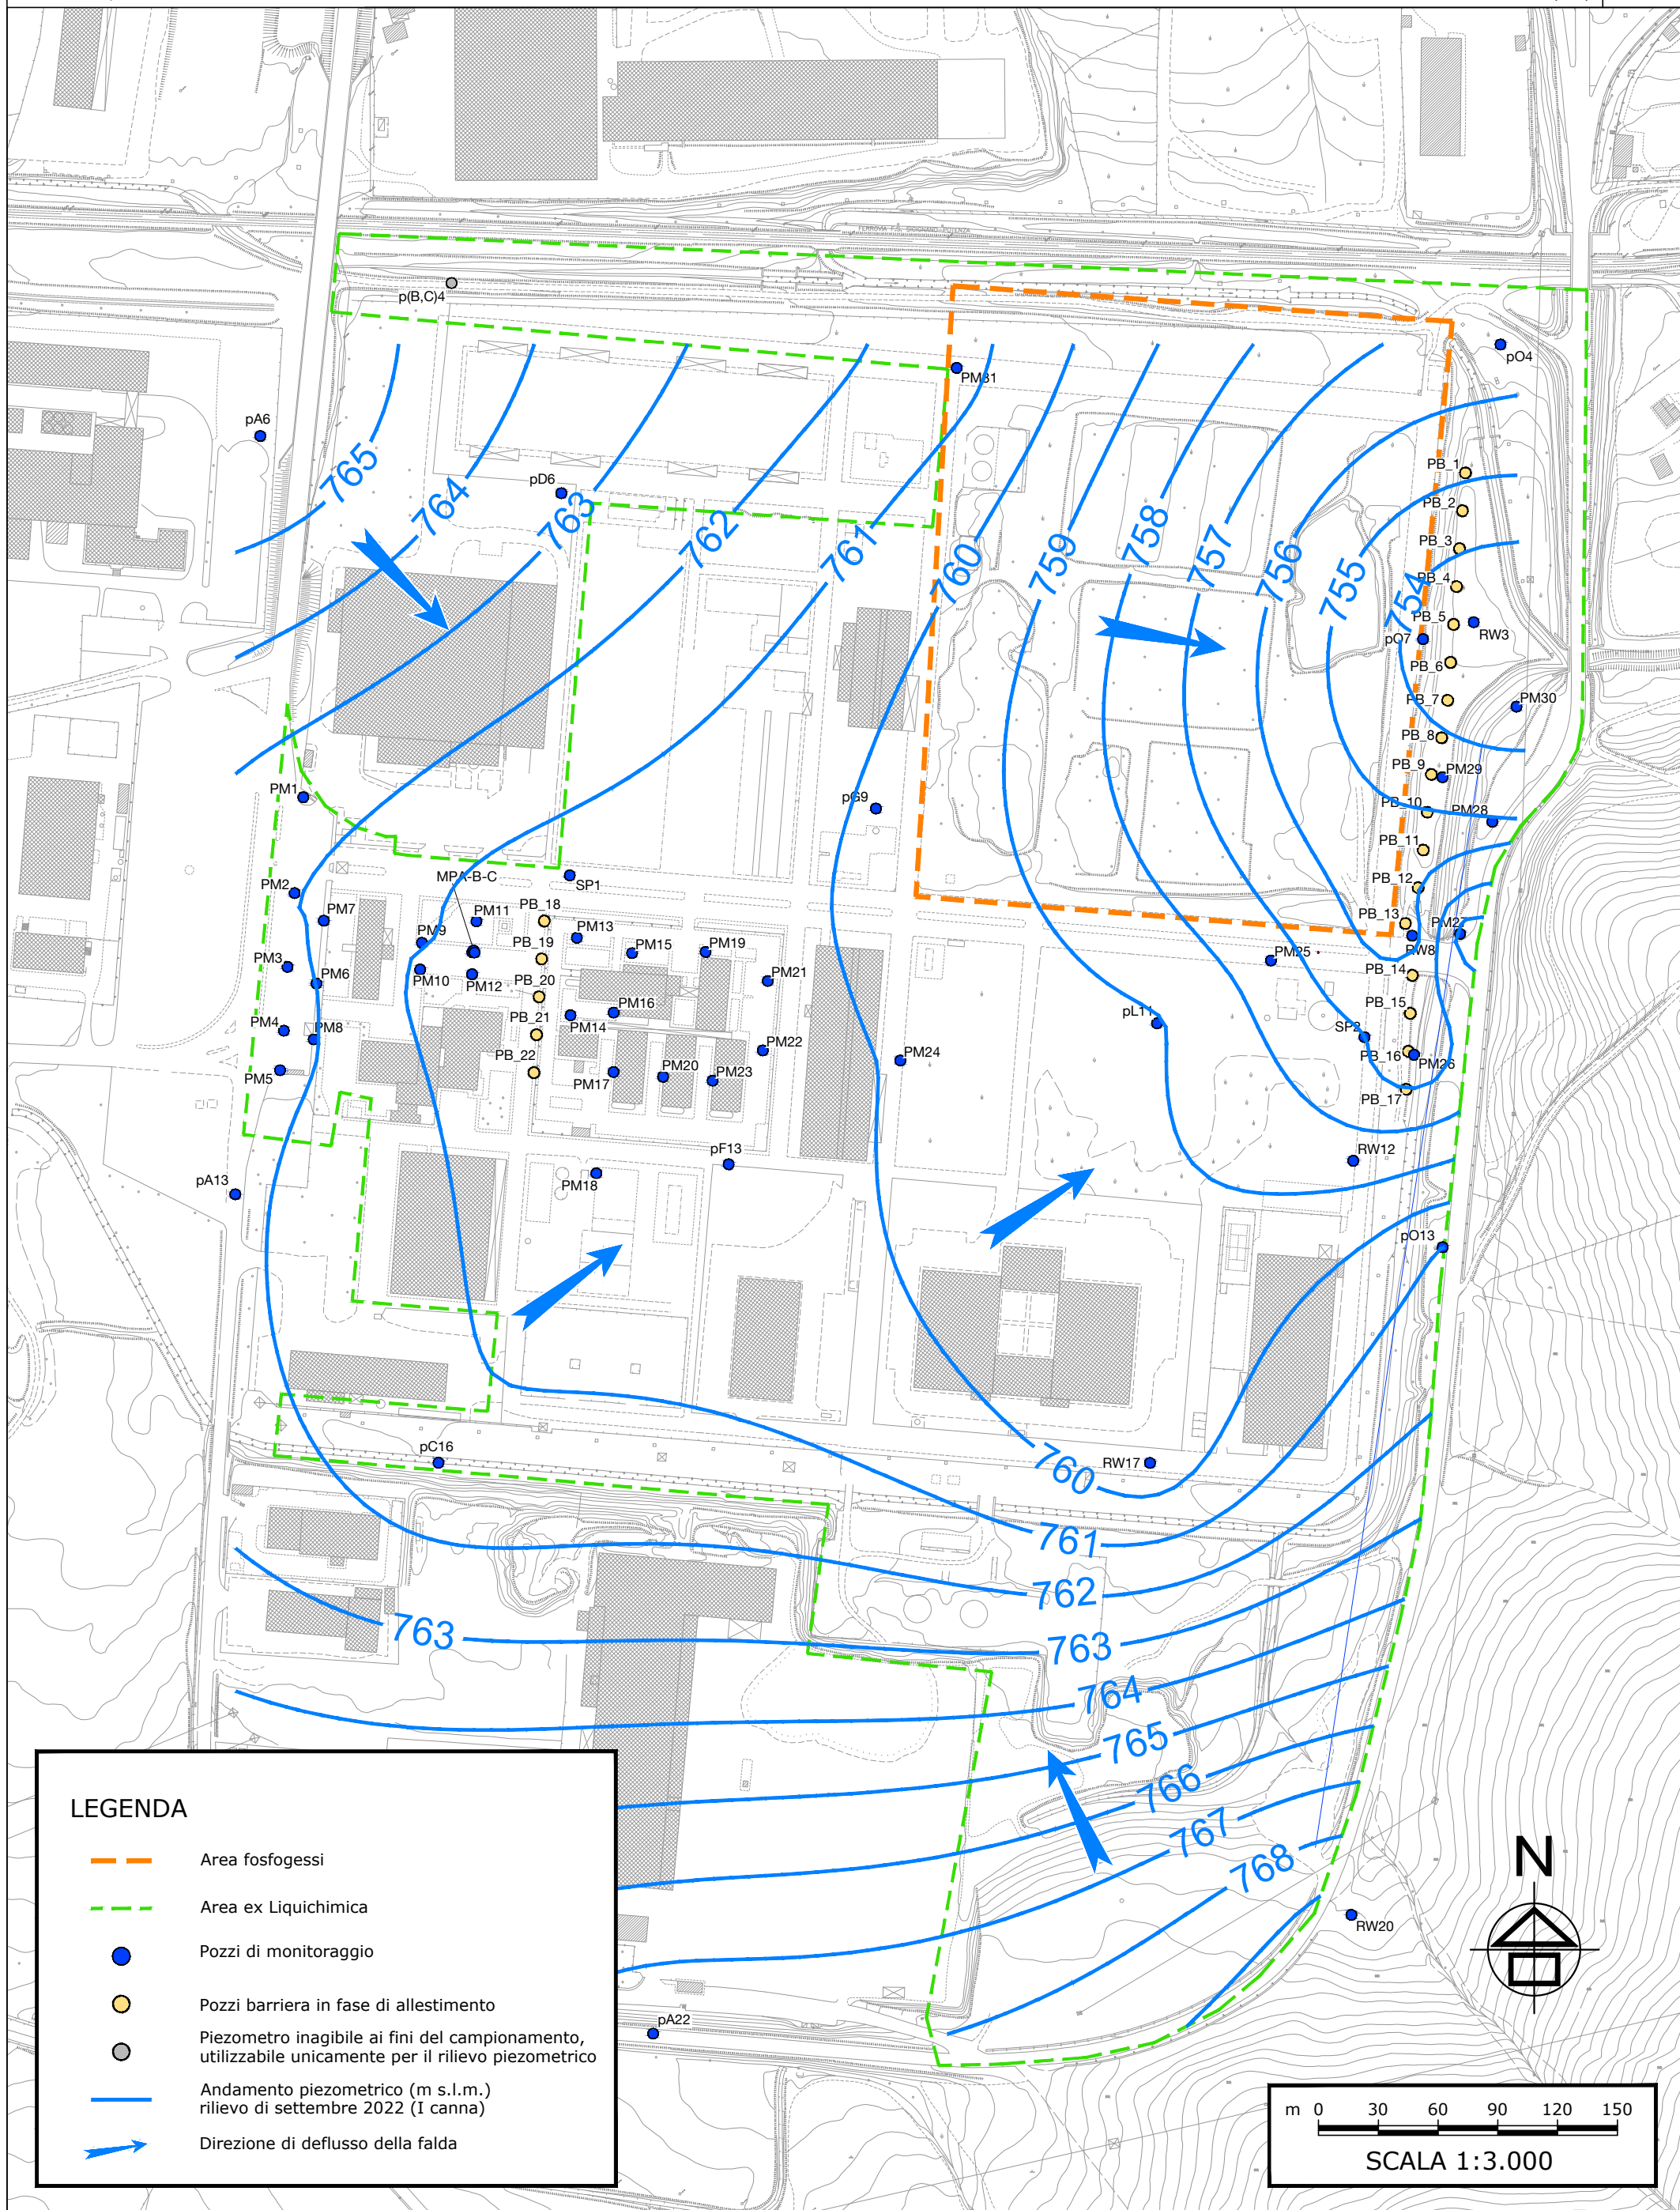 FERROVIA F.S. SICIGNANO - POTENZA
p(B,C)4
pO4
PM31
pA6
765
PB_1
764
pD6
763
PB_2
762
761
758
PB_3
759
757
756
760
755
PB_4
754
PB_5
RW3
pO7
PB_6
PB_7
PM30
PB_8
PB_9
PM29
PM1
pG9
PB_10
PM28
PB_11
MPA-B-C
PB_12
SP1
PM2
PM7
PM11
PB_18
PB_13
PM27
PM9
PB_19
PM13
PM15
PM19
RW8
PM25
PM3
PM6
PM10
PM12
PB_20
PM21
PB_14
PM16
PB_15
pL11
PM4
PM8
PB_21
PM14
SP2
PM22
PM24
PB_16
PM26
PM5
PB_22
PM17
PM20
PM23
PB_17
pF13
RW12
pA13
PM18
pO13
pC16
RW17
760
761
762
763
763
764
765
766
767
768
RW20
pA22
N
LEGENDA
Area fosfogessi
Area ex Liquichimica
Pozzi di monitoraggio
Pozzi barriera in fase di allestimento
Piezometro inagibile ai fini del campionamento,
utilizzabile unicamente per il rilievo piezometrico
Andamento piezometrico (m s.l.m.)
rilievo di settembre 2022 (I canna)
Direzione di deflusso della falda
m 0 30 60 90 120 150
SCALA 1:3.000